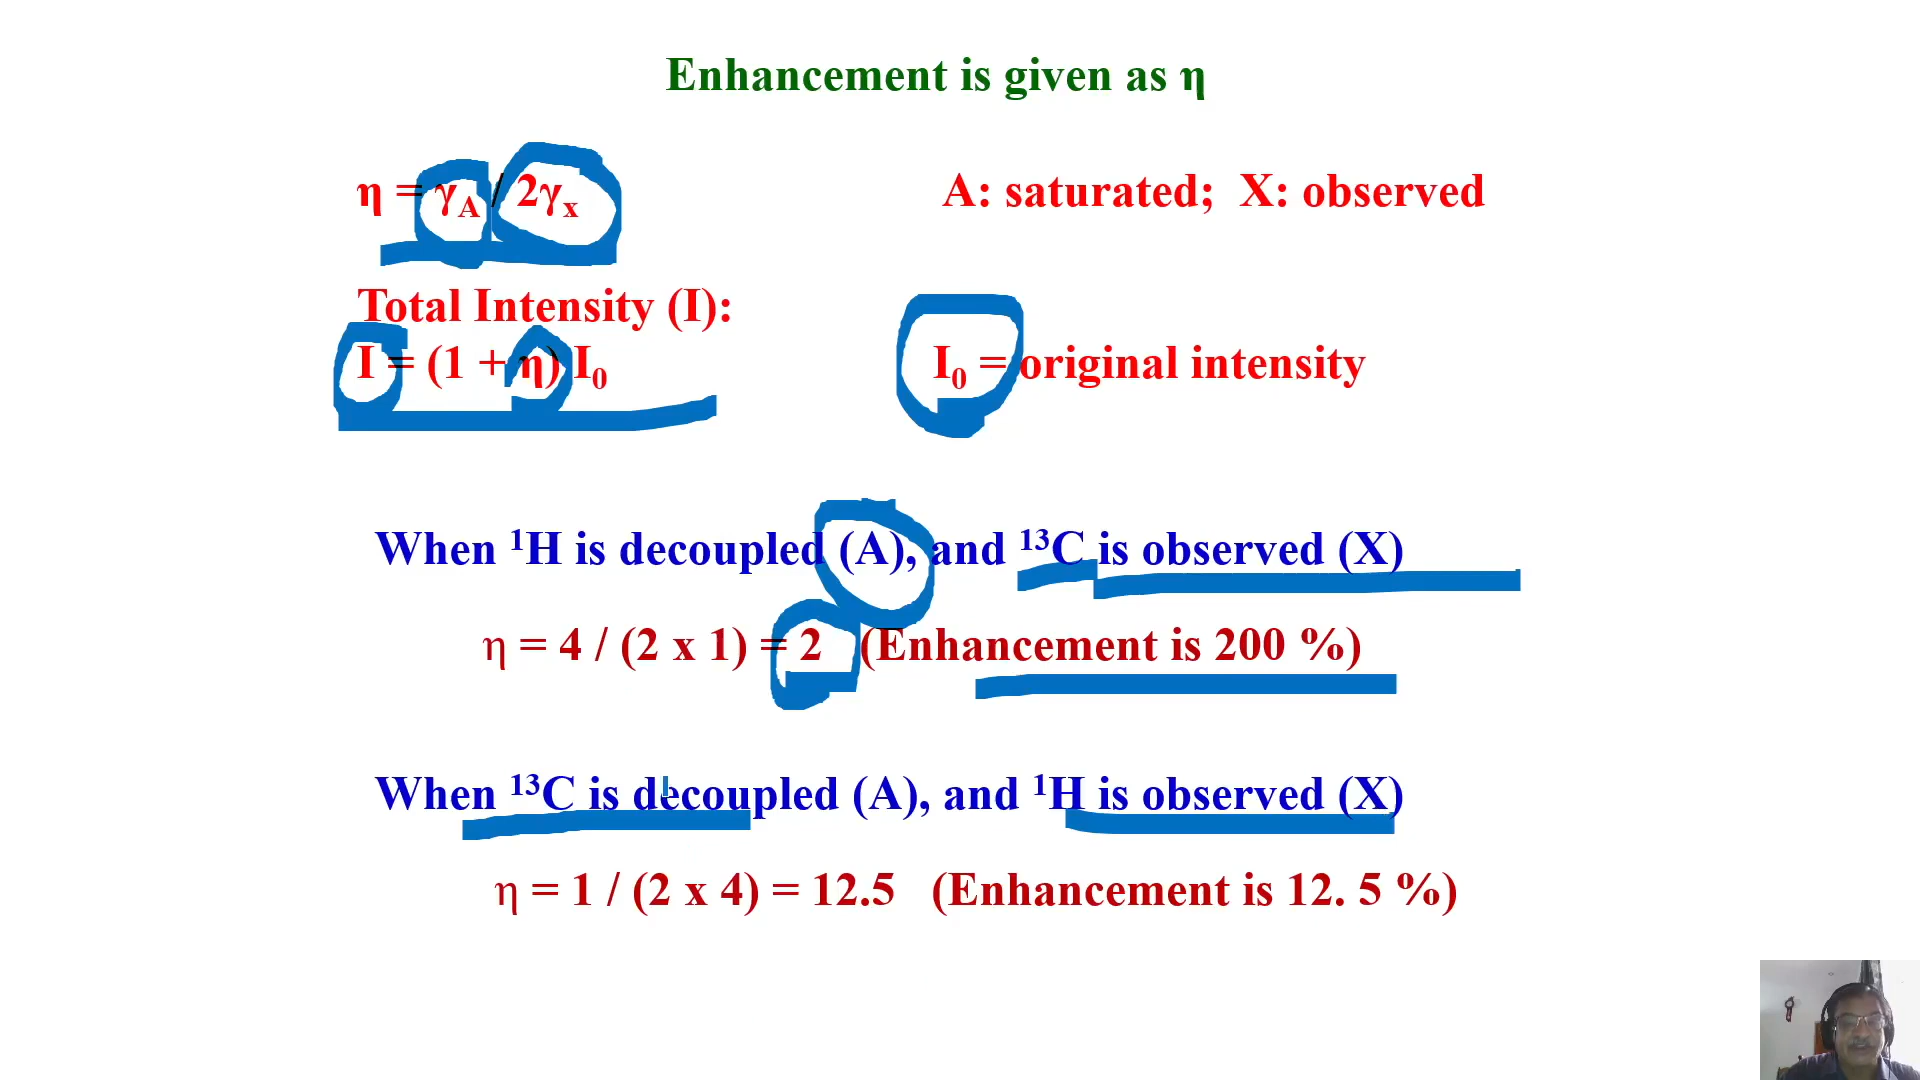 Enhancement is given as η
η = γA / 2γx A: saturated; X: observed
Total Intensity (I):
I = (1 + η) I0 I0 = original intensity
When ¹H is decoupled (A), and ¹³C is observed (X)
η = 4 / (2 x 1) = 2 (Enhancement is 200 %)
When ¹³C is decoupled (A), and ¹H is observed (X)
η = 1 / (2 x 4) = 12.5 (Enhancement is 12. 5 %)